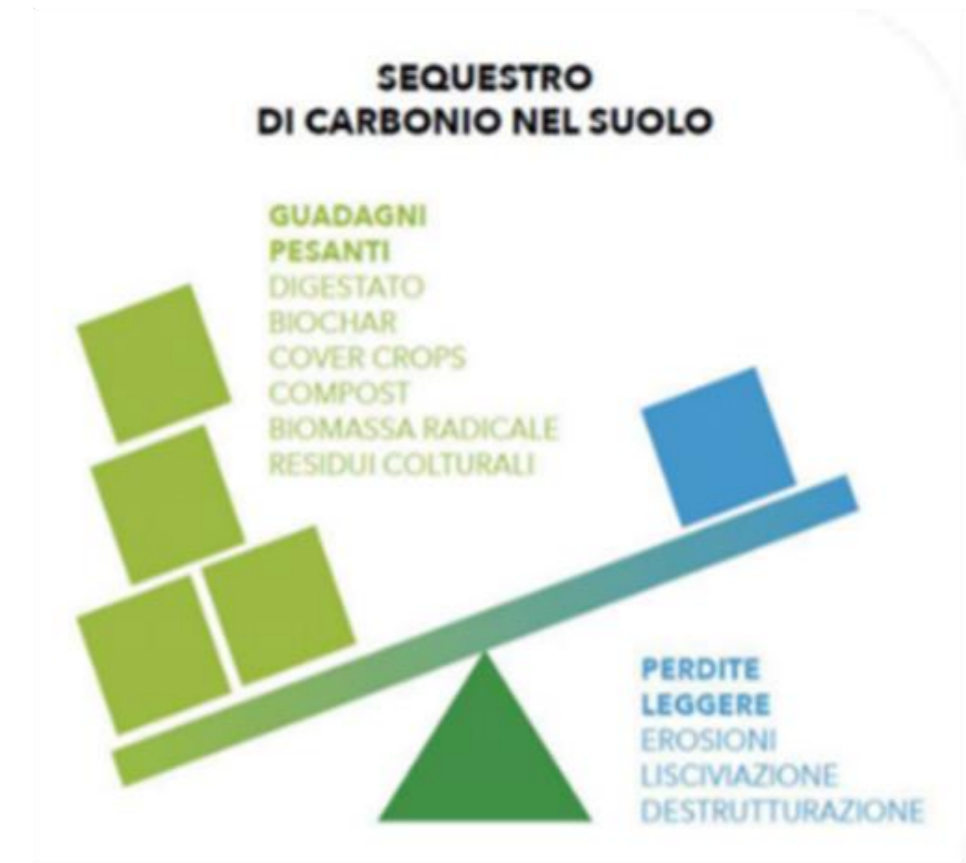 SEQUESTRO
DI CARBONIO NEL SUOLO
GUADAGNI
PESANTI
DIGESTATO
BIOCHAR
COVER CROPS
COMPOST
BIOMASSA RADICALE
RESIDUI COLTURALI
PERDITE
LEGGERE
EROSIONI
LISCIVIAZIONE
DESTRUTTURAZIONE